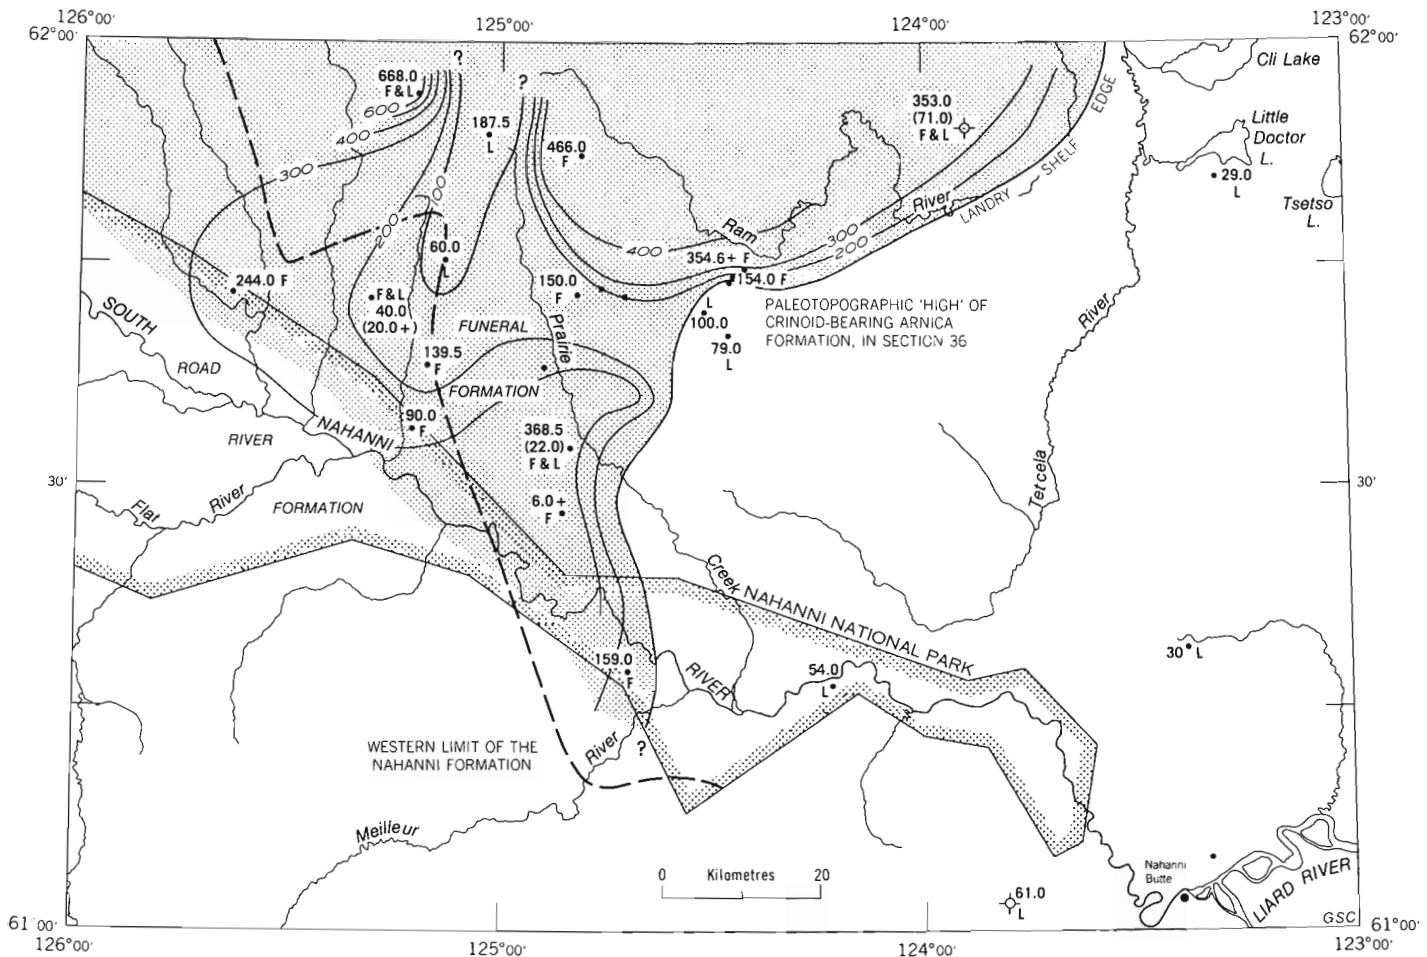 126°00'
125°00'
124°00'
123°00'
62°00'
62°00'
?
?
668.0
F & L
600
400
300
187.5
L
466.0
F
353.0
(71.0)
F & L
Cli Lake
Little
Doctor
L.
29.0
L
Tsetso
L.
LANDRY SHELF EDGE
River
Ram
400
300
200
200
100
60.0
L
354.6+ F
154.0 F
244.0 F
F & L
40.0
(20.0+)
150.0
F
L
100.0
79.0
L
PALEOTOPOGRAPHIC 'HIGH' OF
CRINOID-BEARING ARNICA
FORMATION, IN SECTION 36
River
SOUTH
FUNERAL
Prairie
139.5
F
FORMATION
ROAD
NAHANNI
90.0
F
RIVER
368.5
(22.0)
F & L
Tetcela
30'
30'
Flat River
FORMATION
6.0+
F
Creek
NAHANNI NATIONAL PARK
159.0
F
RIVER
54.0
L
30 L
WESTERN LIMIT OF THE
NAHANNI FORMATION
River
?
Meilleur
0 Kilometres 20
Nahanni
Butte
61.0
L
LIARD RIVER
GSC
61°00'
61°00'
126°00'
125°00'
124°00'
123°00'